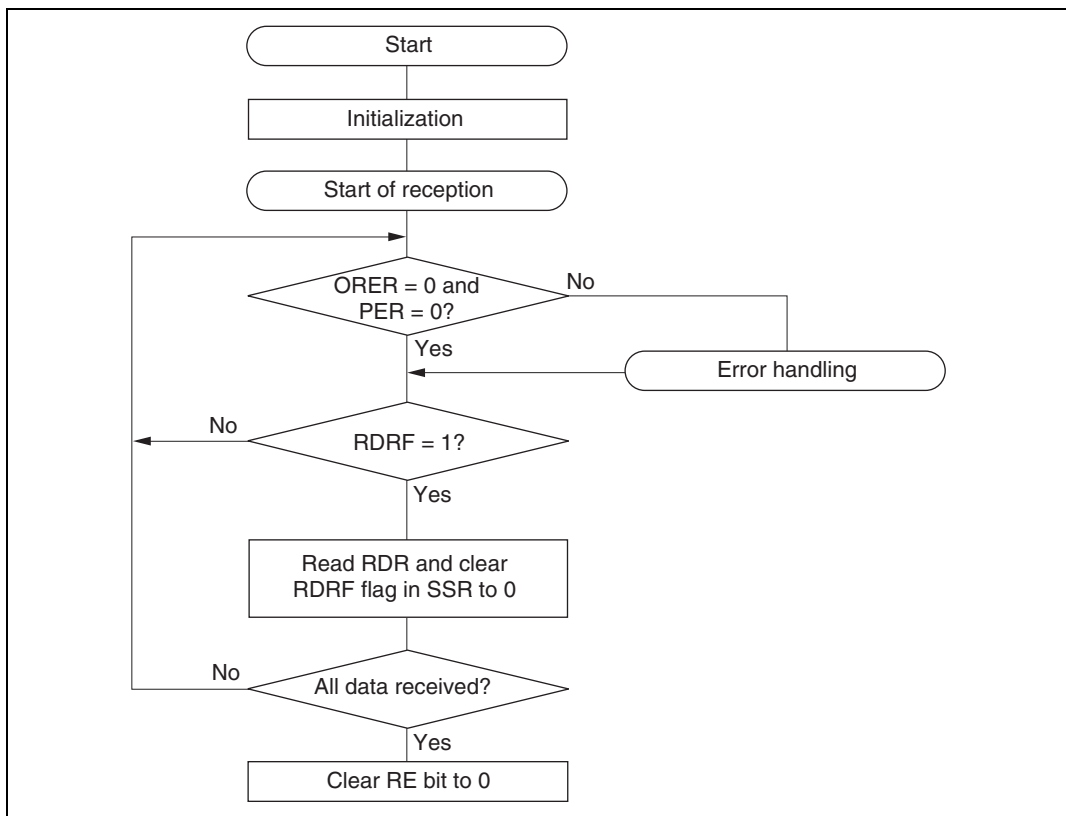 Start
Initialization
Start of reception
ORER = 0 and
PER = 0?
No
Yes
Error handling
No
RDRF = 1?
Yes
Read RDR and clear
RDRF flag in SSR to 0
No
All data received?
Yes
Clear RE bit to 0